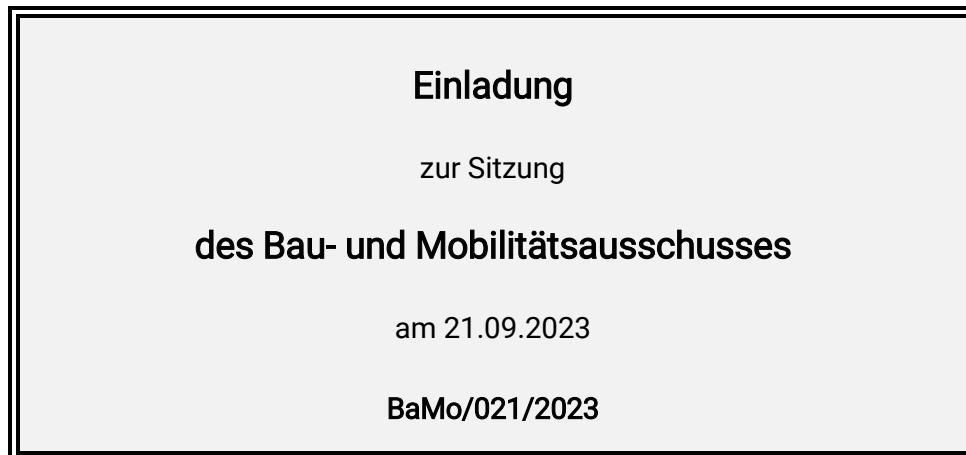 Einladung
zur Sitzung
des Bau- und Mobilitätsausschusses
am 21.09.2023
BaMo/021/2023